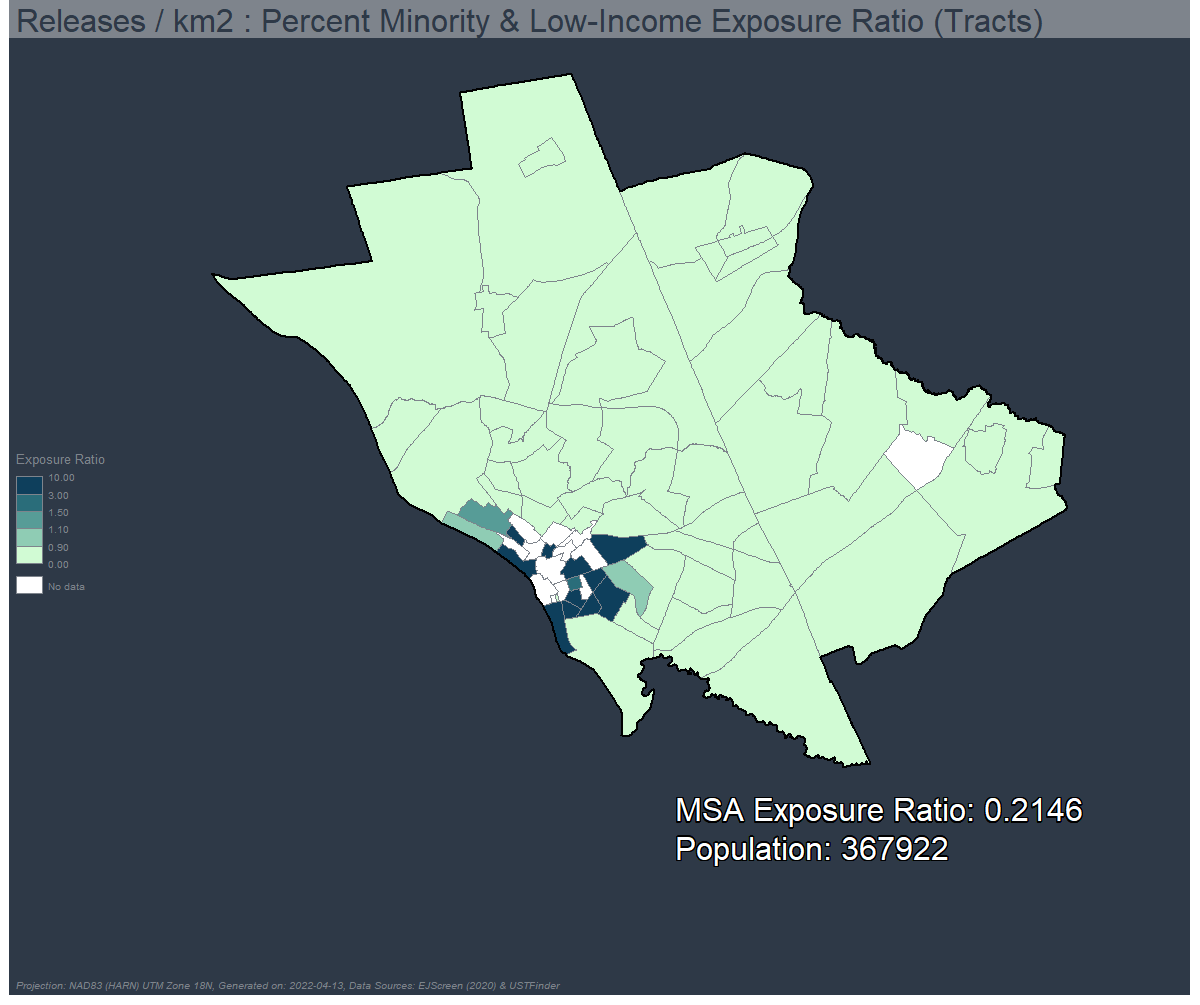 Releases / km2 : Percent Minority & Low-Income Exposure Ratio (Tracts)
Exposure Ratio
10.00
3.00
1.50
1.10
0.90
0.00
No data
MSA Exposure Ratio: 0.2146
Population: 367922
Projection: NAD83 (HARN) UTM Zone 18N, Generated on: 2022-04-13, Data Sources: EJScreen (2020) & USTFinder